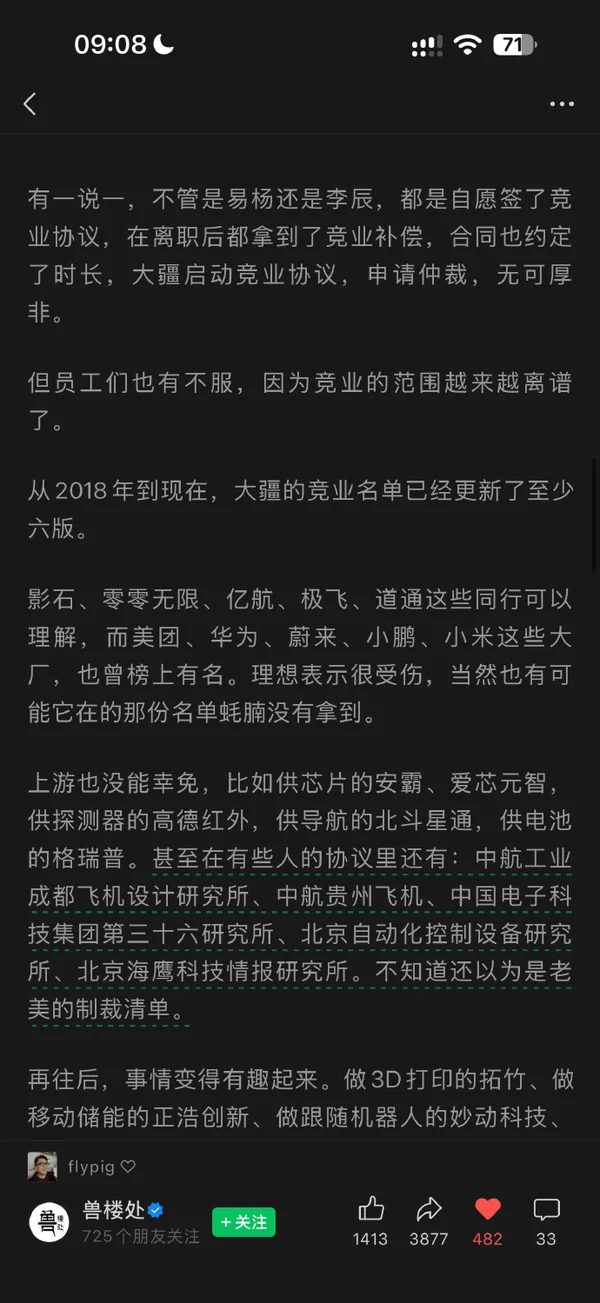 09:08
71
有一说一，不管是易杨还是李辰，都是自愿签了竞
业协议，在离职后都拿到了竞业补偿，合同也约定
了时长，大疆启动竞业协议，申请仲裁，无可厚
非。
但员工们也有不服，因为竞业的范围越来越离谱
了。
从2018年到现在，大疆的竞业名单已经更新了至少
六版。
影石、零零无限、亿航、极飞、道通这些同行可以
理解，而美团、华为、蔚来、小鹏、小米这些大
厂，也曾榜上有名。理想表示很受伤，当然也有可
能它在的那份名单蚝腩没有拿到。
上游也没能幸免，比如供芯片的安霸、爱芯元智，
供探测器的高德红外，供导航的北斗星通，供电池
的格瑞普。甚至在有些人的协议里还有：中航工业
成都飞机设计研究所、中航贵州飞机、中国电子科
技集团第三十六研究所、北京自动化控制设备研究
所、北京海鹰科技情报研究所。不知道还以为是老
美的制裁清单。
再往后，事情变得有趣起来。做3D打印的拓竹、做
移动储能的正浩创新、做跟随机器人的妙动科技、
flypig
兽楼处
兽楼处
725个朋友关注
+关注
1413
3877
482
33